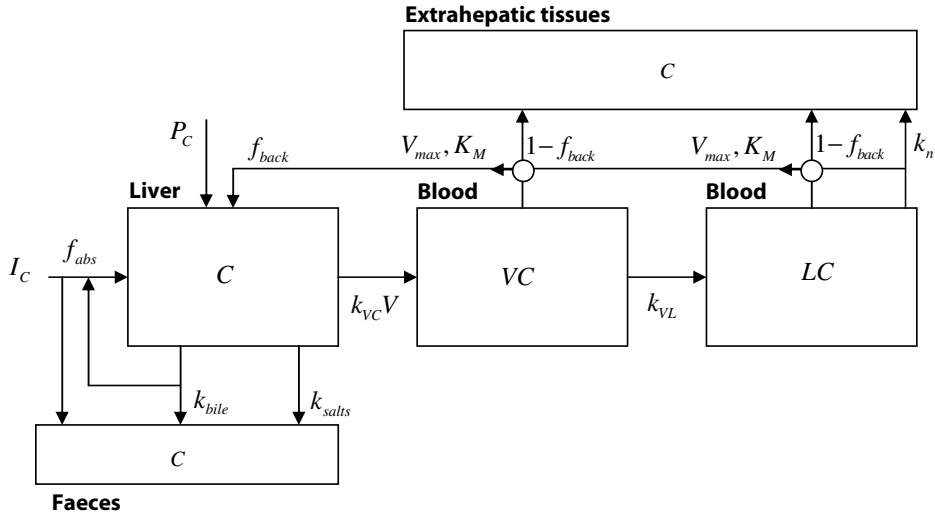 Extrahepatic tissues
C
P_C
f_back
V_max, K_M
1 − f_back
V_max, K_M
1 − f_back
k_n
Liver
Blood
Blood
I_C
f_abs
C
VC
LC
k_VC V
k_VL
k_bile
k_salts
C
Faeces